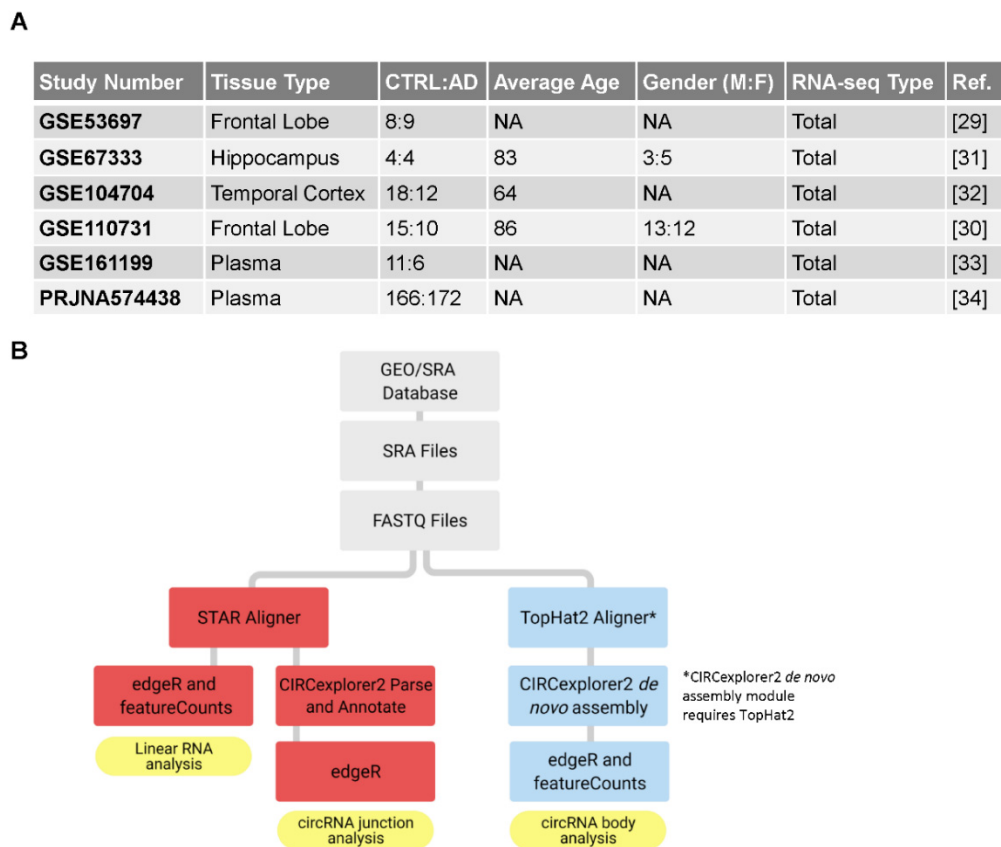 A
Study Number Tissue Type CTRL:AD Average Age Gender (M:F) RNA-seq Type Ref.
GSE53697 Frontal Lobe 8:9 NA NA Total [29]
GSE67333 Hippocampus 4:4 83 3:5 Total [31]
GSE104704 Temporal Cortex 18:12 64 NA Total [32]
GSE110731 Frontal Lobe 15:10 86 13:12 Total [30]
GSE161199 Plasma 11:6 NA NA Total [33]
PRJNA574438 Plasma 166:172 NA NA Total [34]
B
GEO/SRA
Database
SRA Files
FASTQ Files
STAR Aligner
edgeR and
featureCounts
Linear RNA
analysis
CIRCexplorer2 Parse
and Annotate
edgeR
circRNA junction
analysis
TopHat2 Aligner*
CIRCexplorer2 de
novo assembly
edgeR and
featureCounts
circRNA body
analysis
*CIRCexplorer2 de novo
assembly module
requires TopHat2